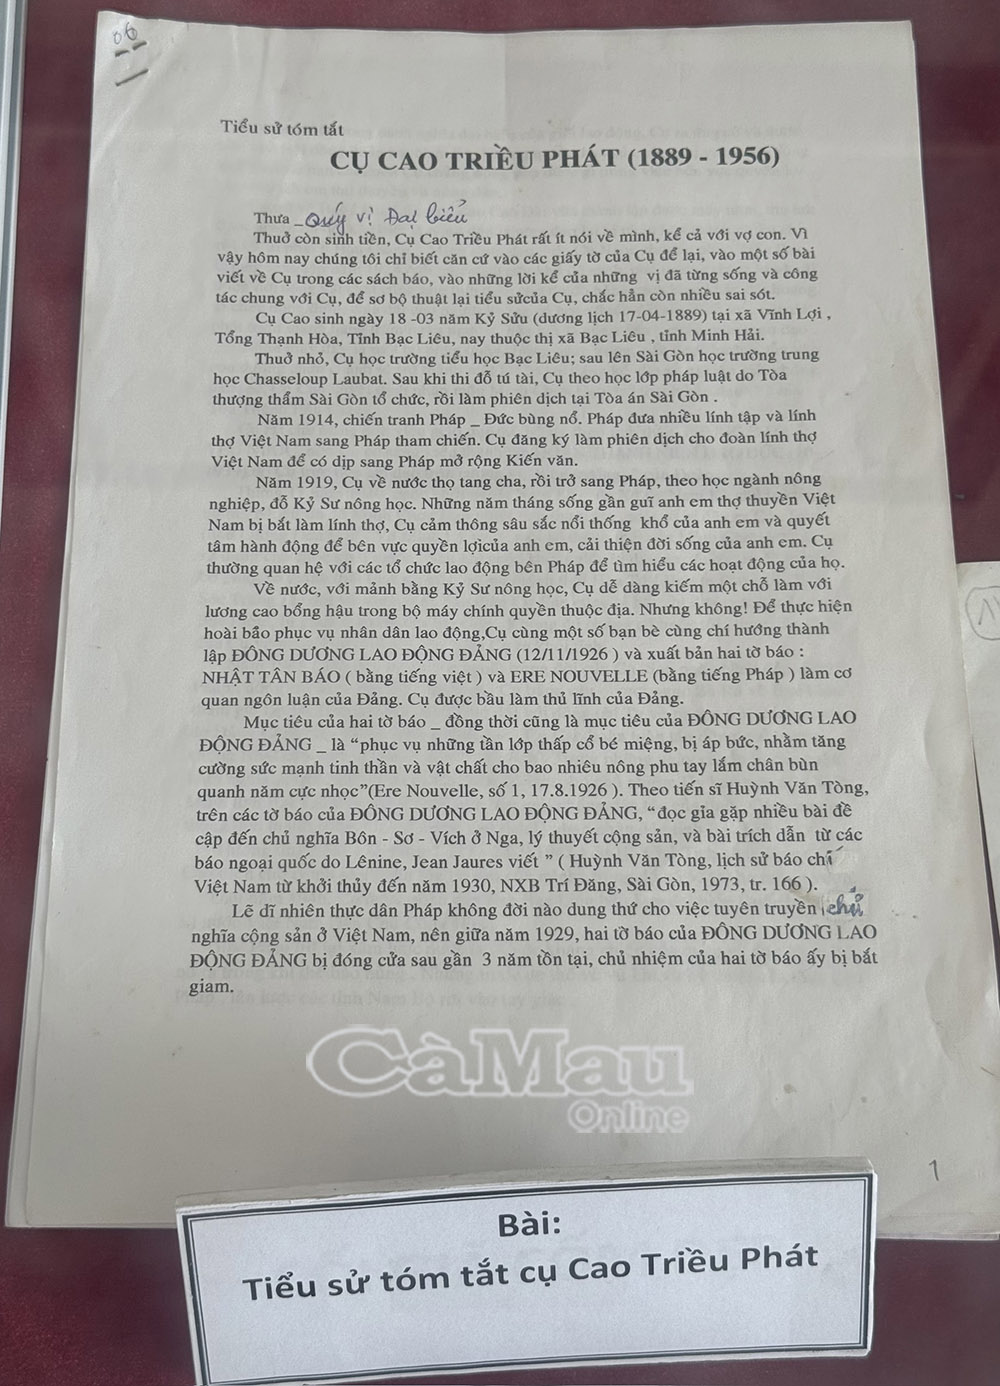 06
Tiểu sử tóm tắt
CỤ CAO TRIỀU PHÁT (1889 - 1956)
Thưa _ Quý vị Đại biểu
Thuở còn sinh tiền, Cụ Cao Triều Phát rất ít nói về mình, kể cả với vợ con. Vì
vậy hôm nay chúng tôi chỉ biết căn cứ vào các giấy tờ của Cụ để lại, vào một số bài
viết về Cụ trong các sách báo, vào những lời kể của những vị đã từng sống và công
tác chung với Cụ, để sơ bộ thuật lại tiểu sửcủa Cụ, chắc hẳn còn nhiều sai sót.
Cụ Cao sinh ngày 18 -03 năm Kỷ Sửu (dương lịch 17-04-1889) tại xã Vĩnh Lợi ,
Tổng Thạnh Hòa, Tỉnh Bạc Liêu, nay thuộc thị xã Bạc Liêu , tỉnh Minh Hải.
Thuở nhỏ, Cụ học trường tiểu học Bạc Liêu; sau lên Sài Gòn học trường trung
học Chasseloup Laubat. Sau khi thi đỗ tú tài, Cụ theo học lớp pháp luật do Tòa
thượng thẩm Sài Gòn tổ chức, rồi làm phiên dịch tại Tòa án Sài Gòn .
Năm 1914, chiến tranh Pháp _ Đức bùng nổ. Pháp đưa nhiều lính tập và lính
thợ Việt Nam sang Pháp tham chiến. Cụ đăng ký làm phiên dịch cho đoàn lính thợ
Việt Nam để có dịp sang Pháp mở rộng Kiến văn.
Năm 1919, Cụ về nước thọ tang cha, rồi trở sang Pháp, theo học ngành nông
nghiệp, đỗ Kỷ Sư nông học. Những năm tháng sống gần guĩ anh em thợ thuyền Việt
Nam bị bắt làm lính thợ, Cụ cảm thông sâu sắc nổi thống khổ của anh em và quyết
tâm hành động để bên vực quyền lợicủa anh em, cải thiện đời sống của anh em. Cụ
thường quan hệ với các tổ chức lao động bên Pháp để tìm hiểu các hoạt động của họ.
Về nước, với mảnh bằng Kỷ Sư nông học, Cụ dễ dàng kiếm một chỗ làm với
lương cao bổng hậu trong bộ máy chính quyền thuộc địa. Nhưng không! Để thực hiện
hoài bão phục vụ nhân dân lao động,Cụ cùng một số bạn bè cùng chí hướng thành
lập ĐÔNG DƯƠNG LAO ĐỘNG ĐẢNG (12/11/1926 ) và xuất bản hai tờ báo :
NHẬT TÂN BÁO ( bằng tiếng việt ) và ERE NOUVELLE (bằng tiếng Pháp ) làm cơ
quan ngôn luận của Đảng. Cụ được bầu làm thủ lĩnh của Đảng.
Mục tiêu của hai tờ báo _ đồng thời cũng là mục tiêu của ĐÔNG DƯƠNG LAO
ĐỘNG ĐẢNG _ là “phục vụ những tần lớp thấp cổ bé miệng, bị áp bức, nhằm tăng
cường sức mạnh tinh thần và vật chất cho bao nhiêu nông phu tay lấm chân bùn
quanh năm cực nhọc”(Ere Nouvelle, số 1, 17.8.1926 ). Theo tiến sĩ Huỳnh Văn Tòng,
trên các tờ báo của ĐÔNG DƯƠNG LAO ĐỘNG ĐẢNG, “đọc gỉa gặp nhiều bài đề
cập đến chủ nghĩa Bôn - Sơ - Vích ở Nga, lý thuyết cộng sản, và bài trích dẫn từ các
báo ngoại quốc do Lênine, Jean Jaures viết ” ( Huỳnh Văn Tòng, lịch sử báo chí
Việt Nam từ khởi thủy đến năm 1930, NXB Trí Đăng, Sài Gòn, 1973, tr. 166 ).
Lẽ dĩ nhiên thực dân Pháp không đời nào dung thứ cho việc tuyên truyền chủ
nghĩa cộng sản ở Việt Nam, nên giữa năm 1929, hai tờ báo của ĐÔNG DƯƠNG LAO
ĐỘNG ĐẢNG bị đóng cửa sau gần 3 năm tồn tại, chủ nhiệm của hai tờ báo ấy bị bắt
giam.
CàMau
Online
1
Bài:
Tiểu sử tóm tắt cụ Cao Triều Phát